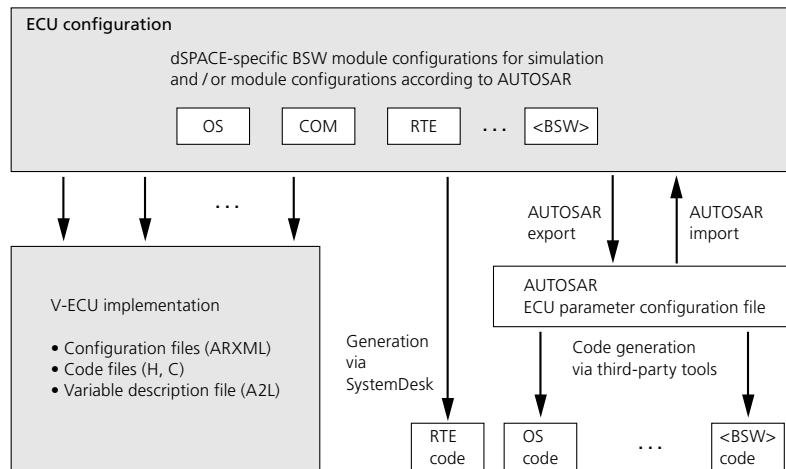 ECU configuration
dSPACE-specific BSW module configurations for simulation
and / or module configurations according to AUTOSAR
OS COM RTE ... <BSW>
...
AUTOSAR
export
AUTOSAR
import
V-ECU implementation
• Configuration files (ARXML)
• Code files (H, C)
• Variable description file (A2L)
AUTOSAR
ECU parameter configuration file
Generation
via
SystemDesk
Code generation
via third-party tools
RTE
code
OS
code
...
<BSW>
code